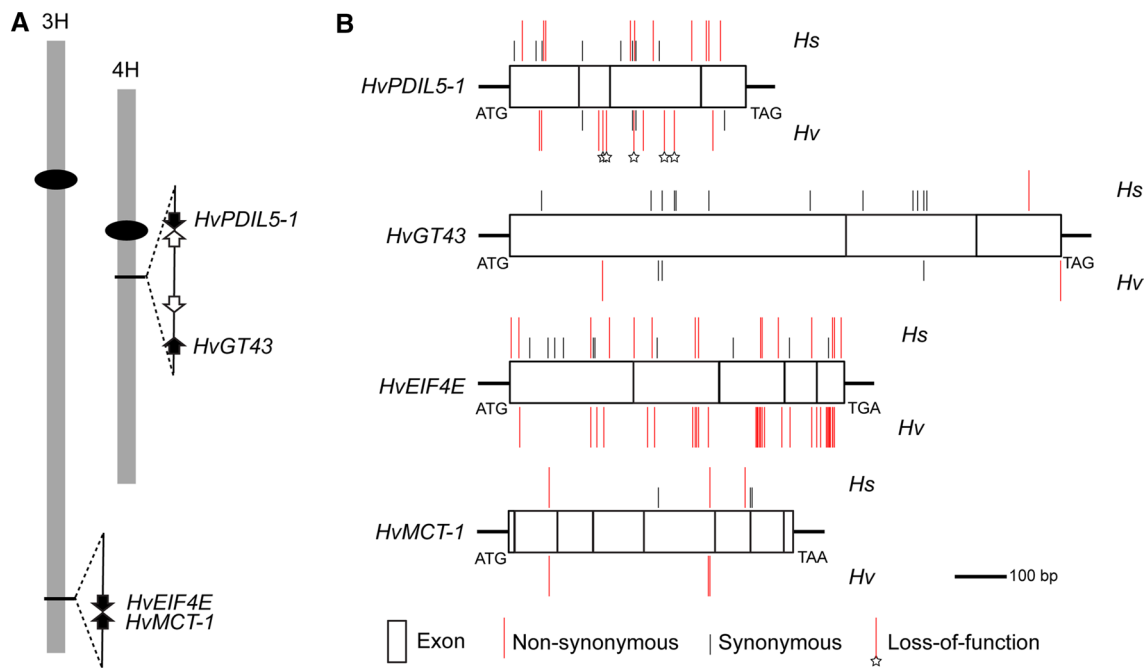 A
3H
4H
HvPDIL5-1
HvGT43
HvEIF4E
HvMCT-1
B
Hs
HvPDIL5-1
ATG
TAG
Hv
Hs
HvGT43
ATG
TAG
Hv
Hs
HvEIF4E
ATG
TGA
Hv
Hs
HvMCT-1
ATG
TAA
Hv
100 bp
Exon
Non-synonymous
Synonymous
Loss-of-function